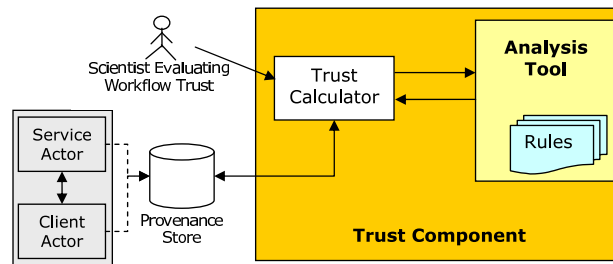 Scientist Evaluating
Workflow Trust
Trust
Calculator
Analysis
Tool
Rules
Service
Actor
Client
Actor
Provenance
Store
Trust Component